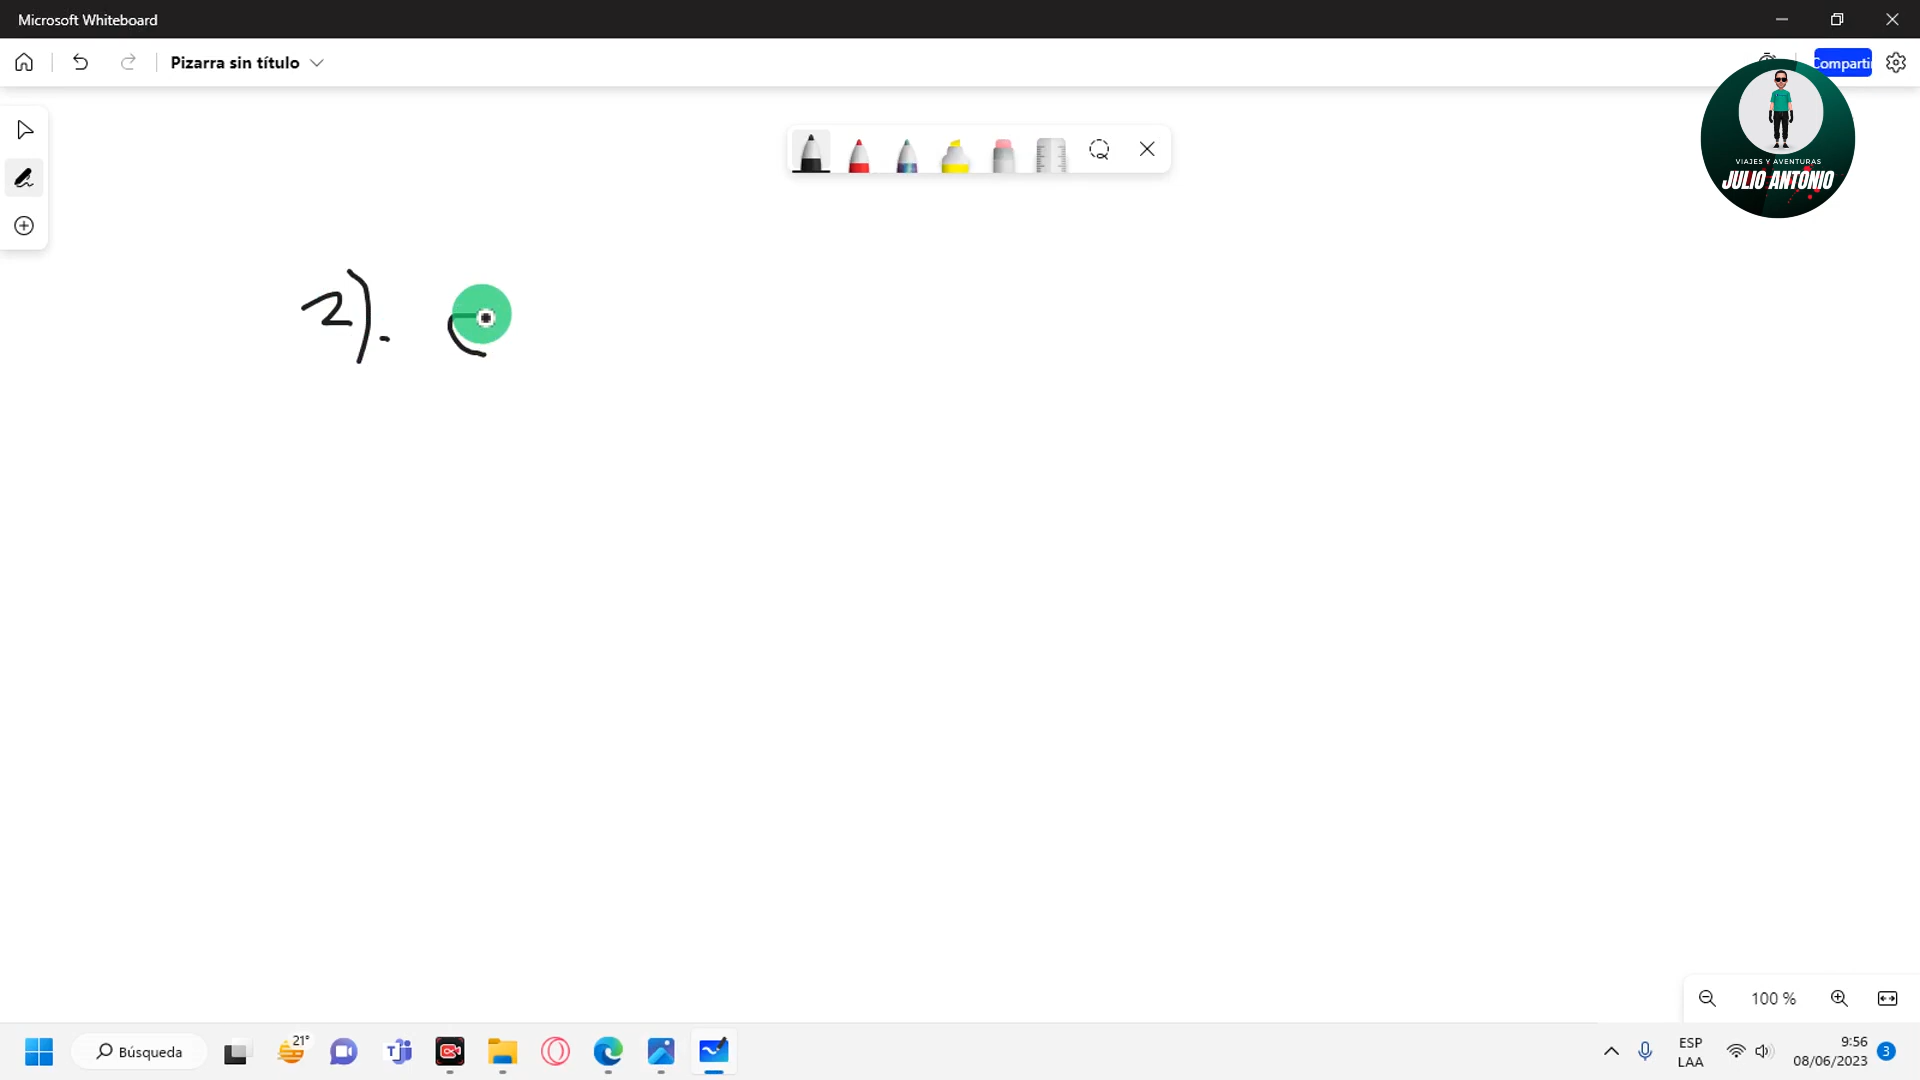 Microsoft Whiteboard
Pizarra sin título
Comparti
VIAJES Y AVENTURAS
JULIO ANTONIO
2).
100 %
21°
Búsqueda
ESP
LAA
9:56
08/06/2023
3